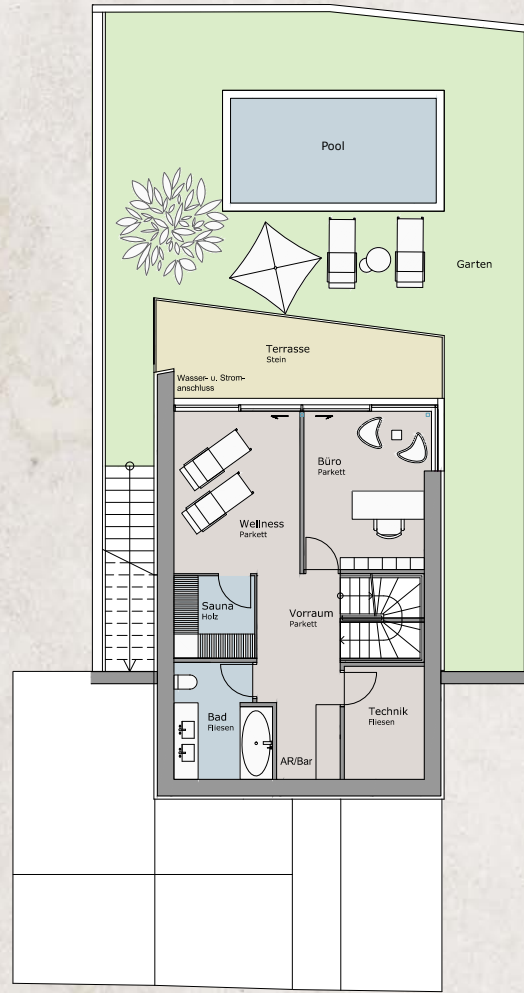 Pool
Garten
Terrasse
Stein
Wasser- u. Strom-
anschluss
Büro
Parkett
Wellness
Parkett
Sauna
Holz
Vorraum
Parkett
Bad
Fliesen
Technik
Fliesen
AR/Bar